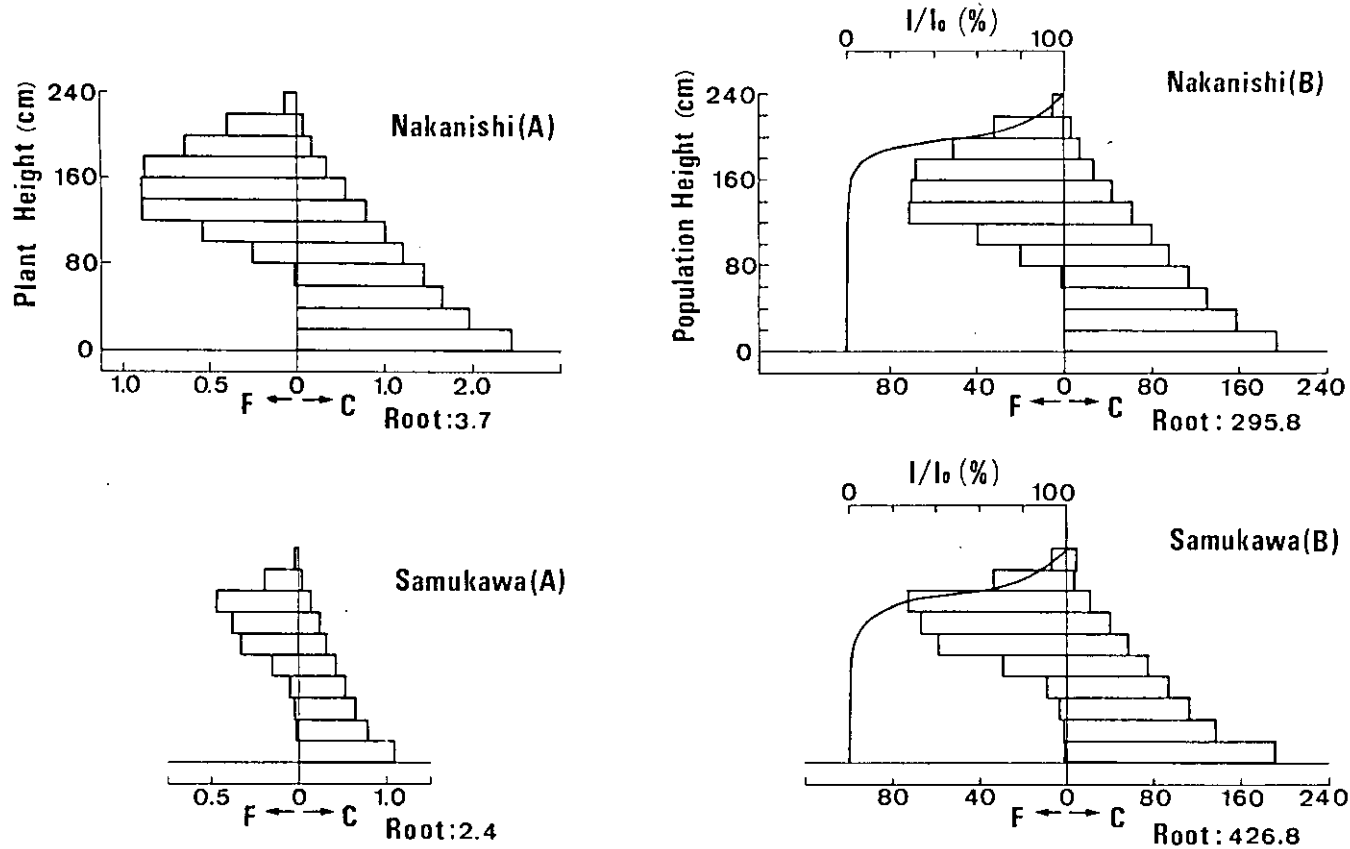 I/I₀ (%)
0 100
Nakanishi(A)
Plant Height (cm)
240
160
80
0
1.0 0.5 0 1.0 2.0
F ←→ C
Root:3.7
Nakanishi(B)
Population Height (cm)
240
160
80
0
80 40 0 80 160 240
F ←→ C
Root: 295.8
Samukawa(A)
0.5 0 1.0
F ←→ C
Root:2.4
I/I₀ (%)
0 100
Samukawa(B)
80 40 0 80 160 240
F ←→ C
Root: 426.8